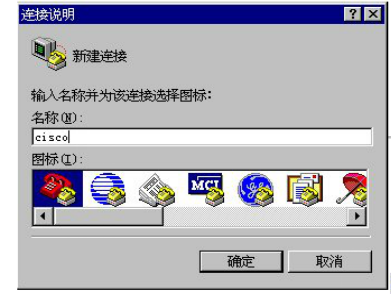 连接说明
新建连接
输入名称并为该连接选择图标:
名称(N):
cisco
图标(I):
MCI
确定 取消